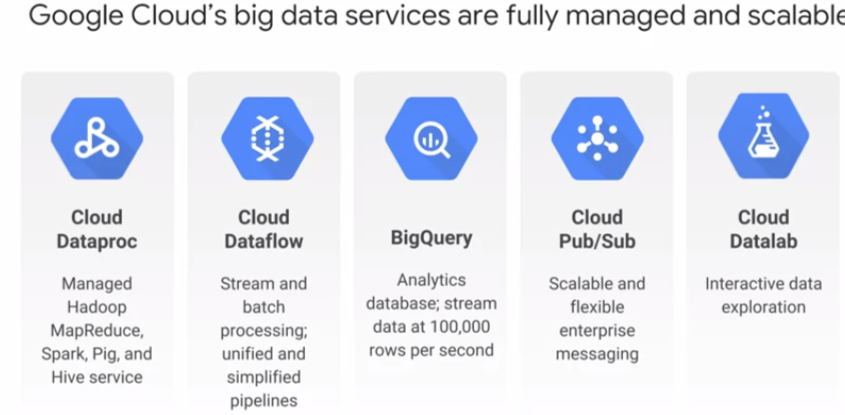 Google Cloud's big data services are fully managed and scalable
Cloud
Dataproc
Managed
Hadoop
MapReduce,
Spark, Pig, and
Hive service
Cloud
Dataflow
Stream and
batch
processing;
unified and
simplified
pipelines
BigQuery
Analytics
database; stream
data at 100,000
rows per second
Cloud
Pub/Sub
Scalable and
flexible
enterprise
messaging
Cloud
Datalab
Interactive data
exploration